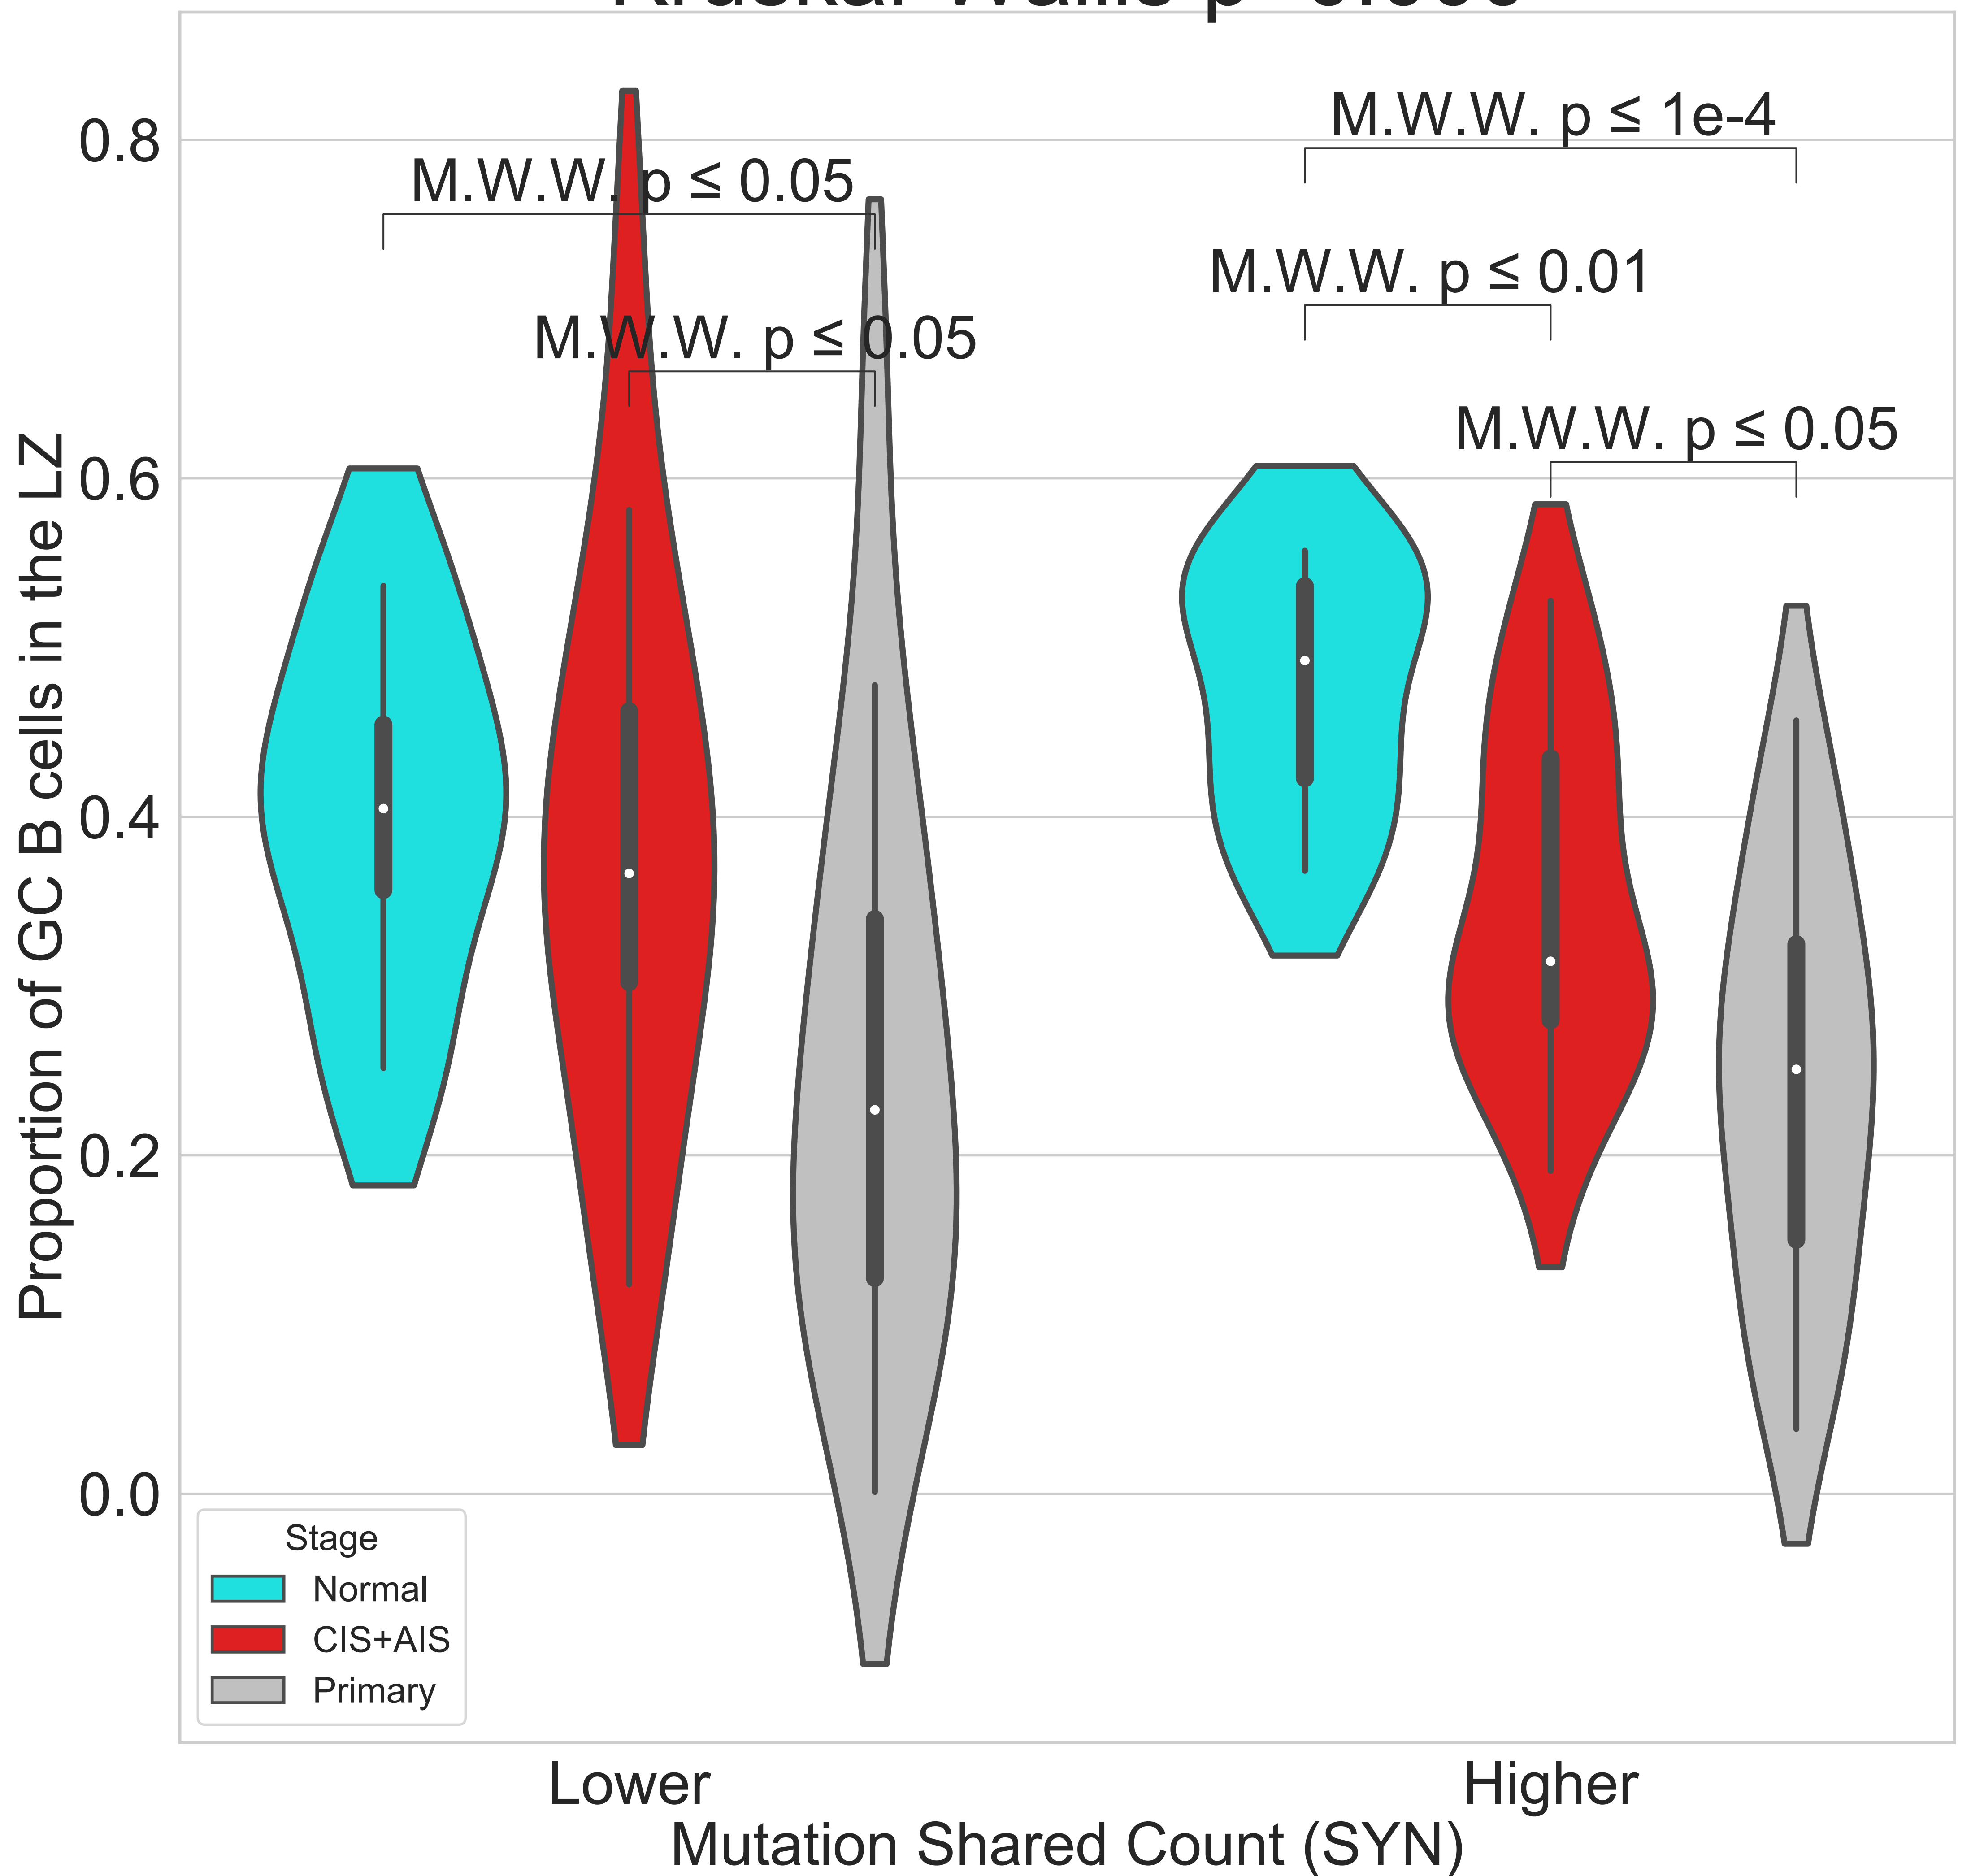 0.8
0.6
0.4
0.2
0.0
Proportion of GC B cells in the LZ
M.W.W. p ≤ 0.05
M.W.W. p ≤ 0.05
M.W.W. p ≤ 1e-4
M.W.W. p ≤ 0.01
M.W.W. p ≤ 0.05
Stage
Normal
CIS+AIS
Primary
Lower
Higher
Mutation Shared Count (SYN)